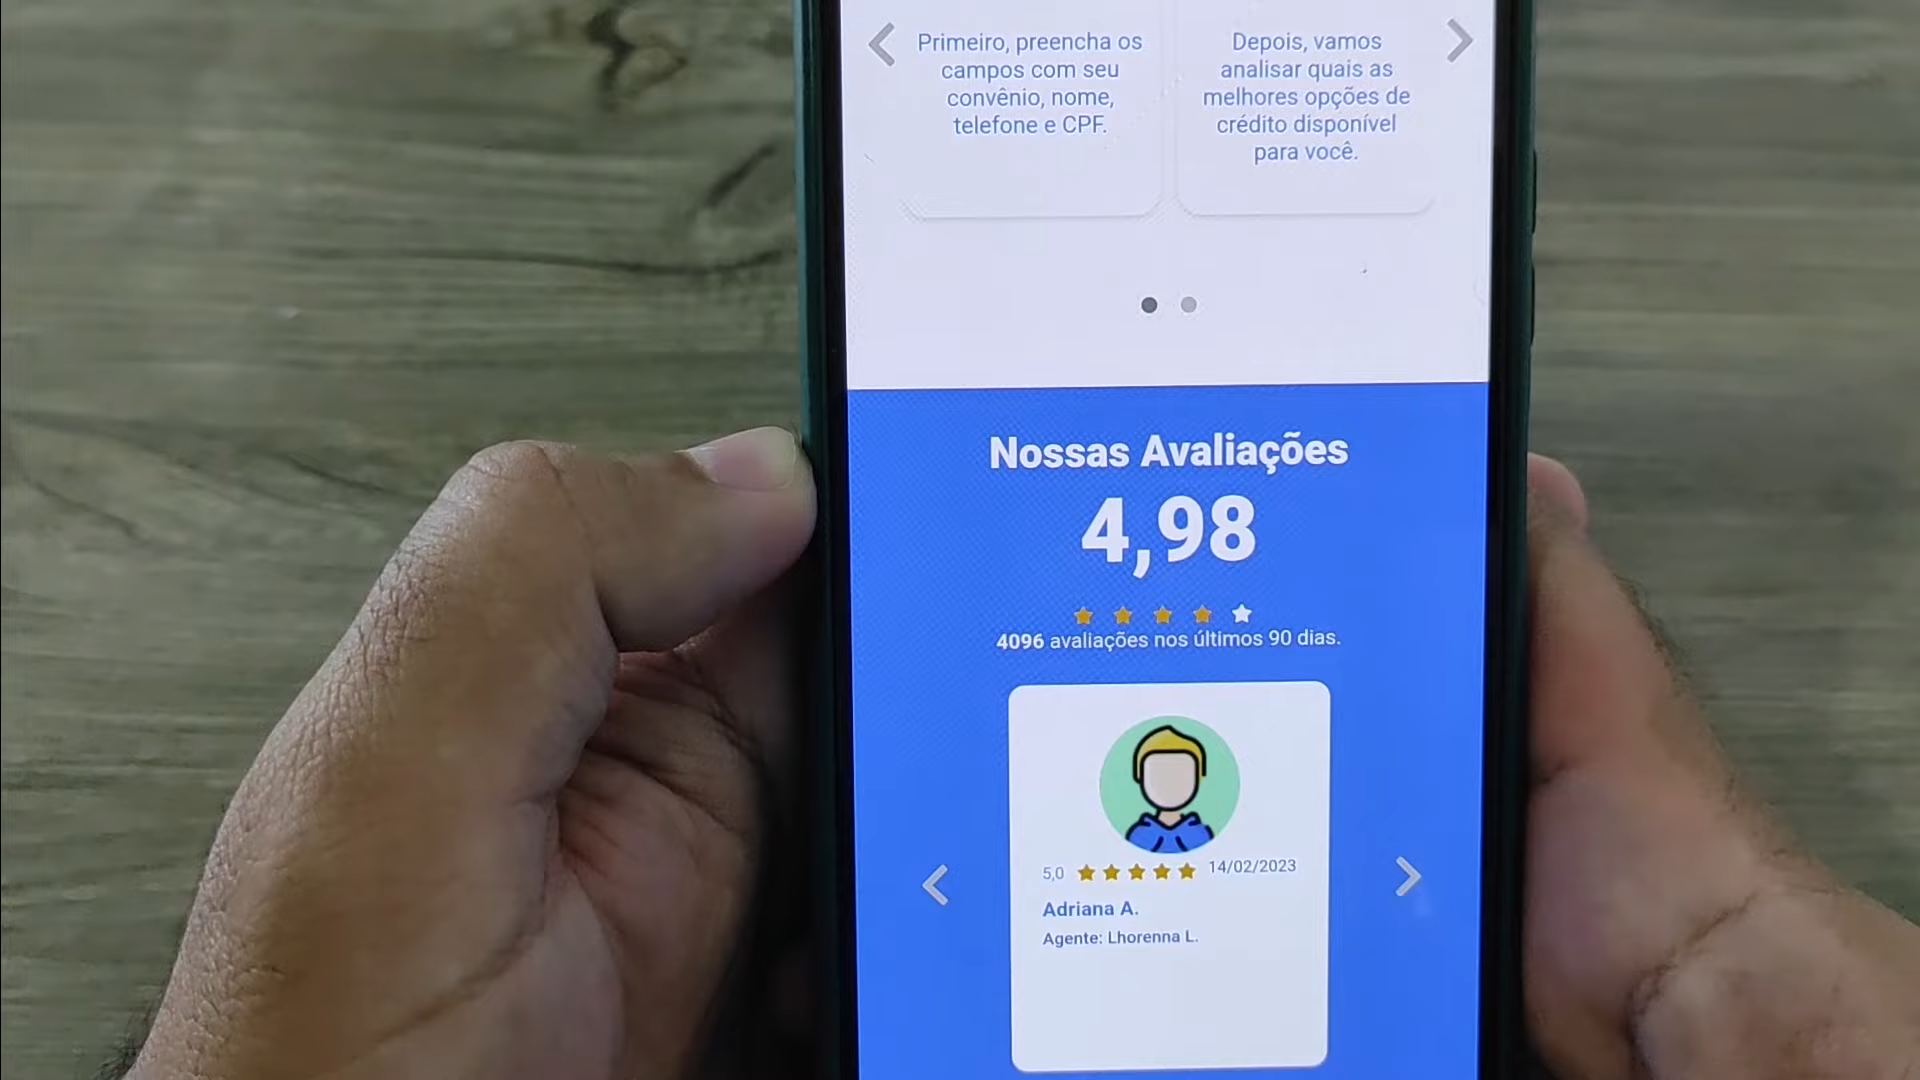 Primeiro, preencha os
campos com seu
convênio, nome,
telefone e CPF.
Depois, vamos
analisar quais as
melhores opções de
crédito disponível
para você.
Nossas Avaliações
4,98
4096 avaliações nos últimos 90 dias.
5,0 14/02/2023
Adriana A.
Agente: Lhorenna L.